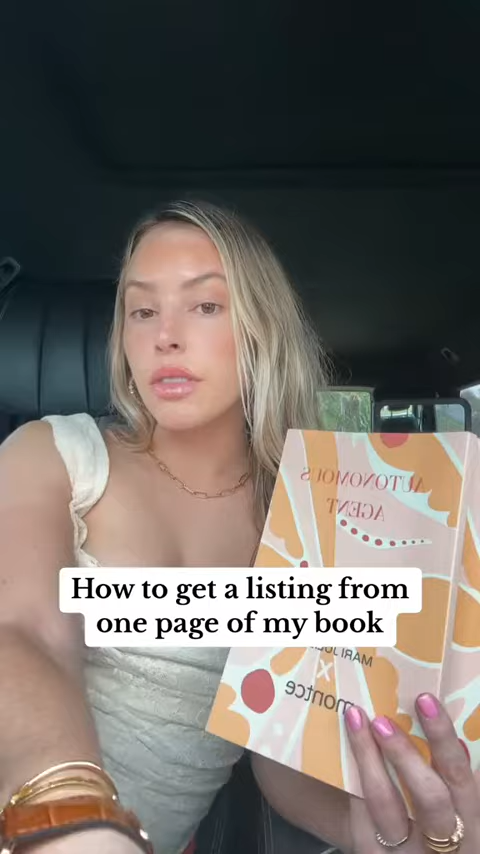 AUTONOMOUS
AGENT
How to get a listing from
one page of my book
X
montce